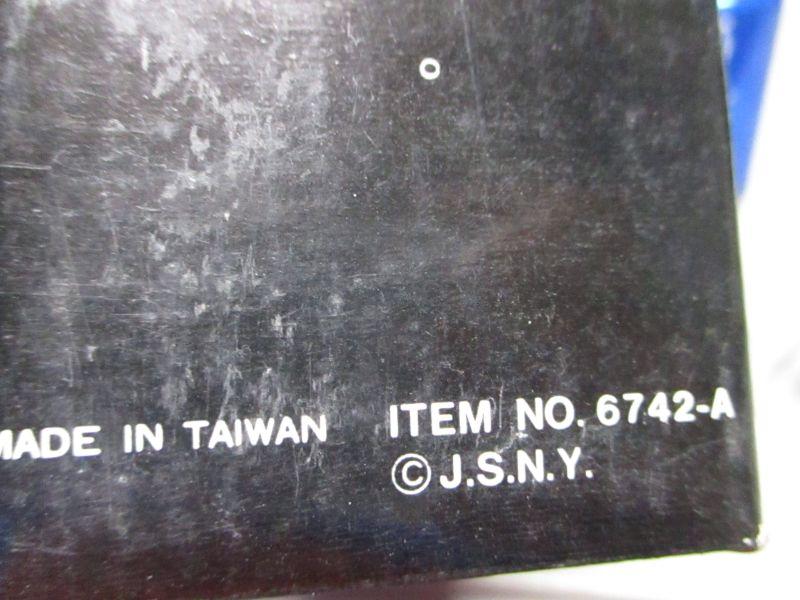 o
MADE IN TAIWAN ITEM NO. 6742-A
© J.S.N.Y.